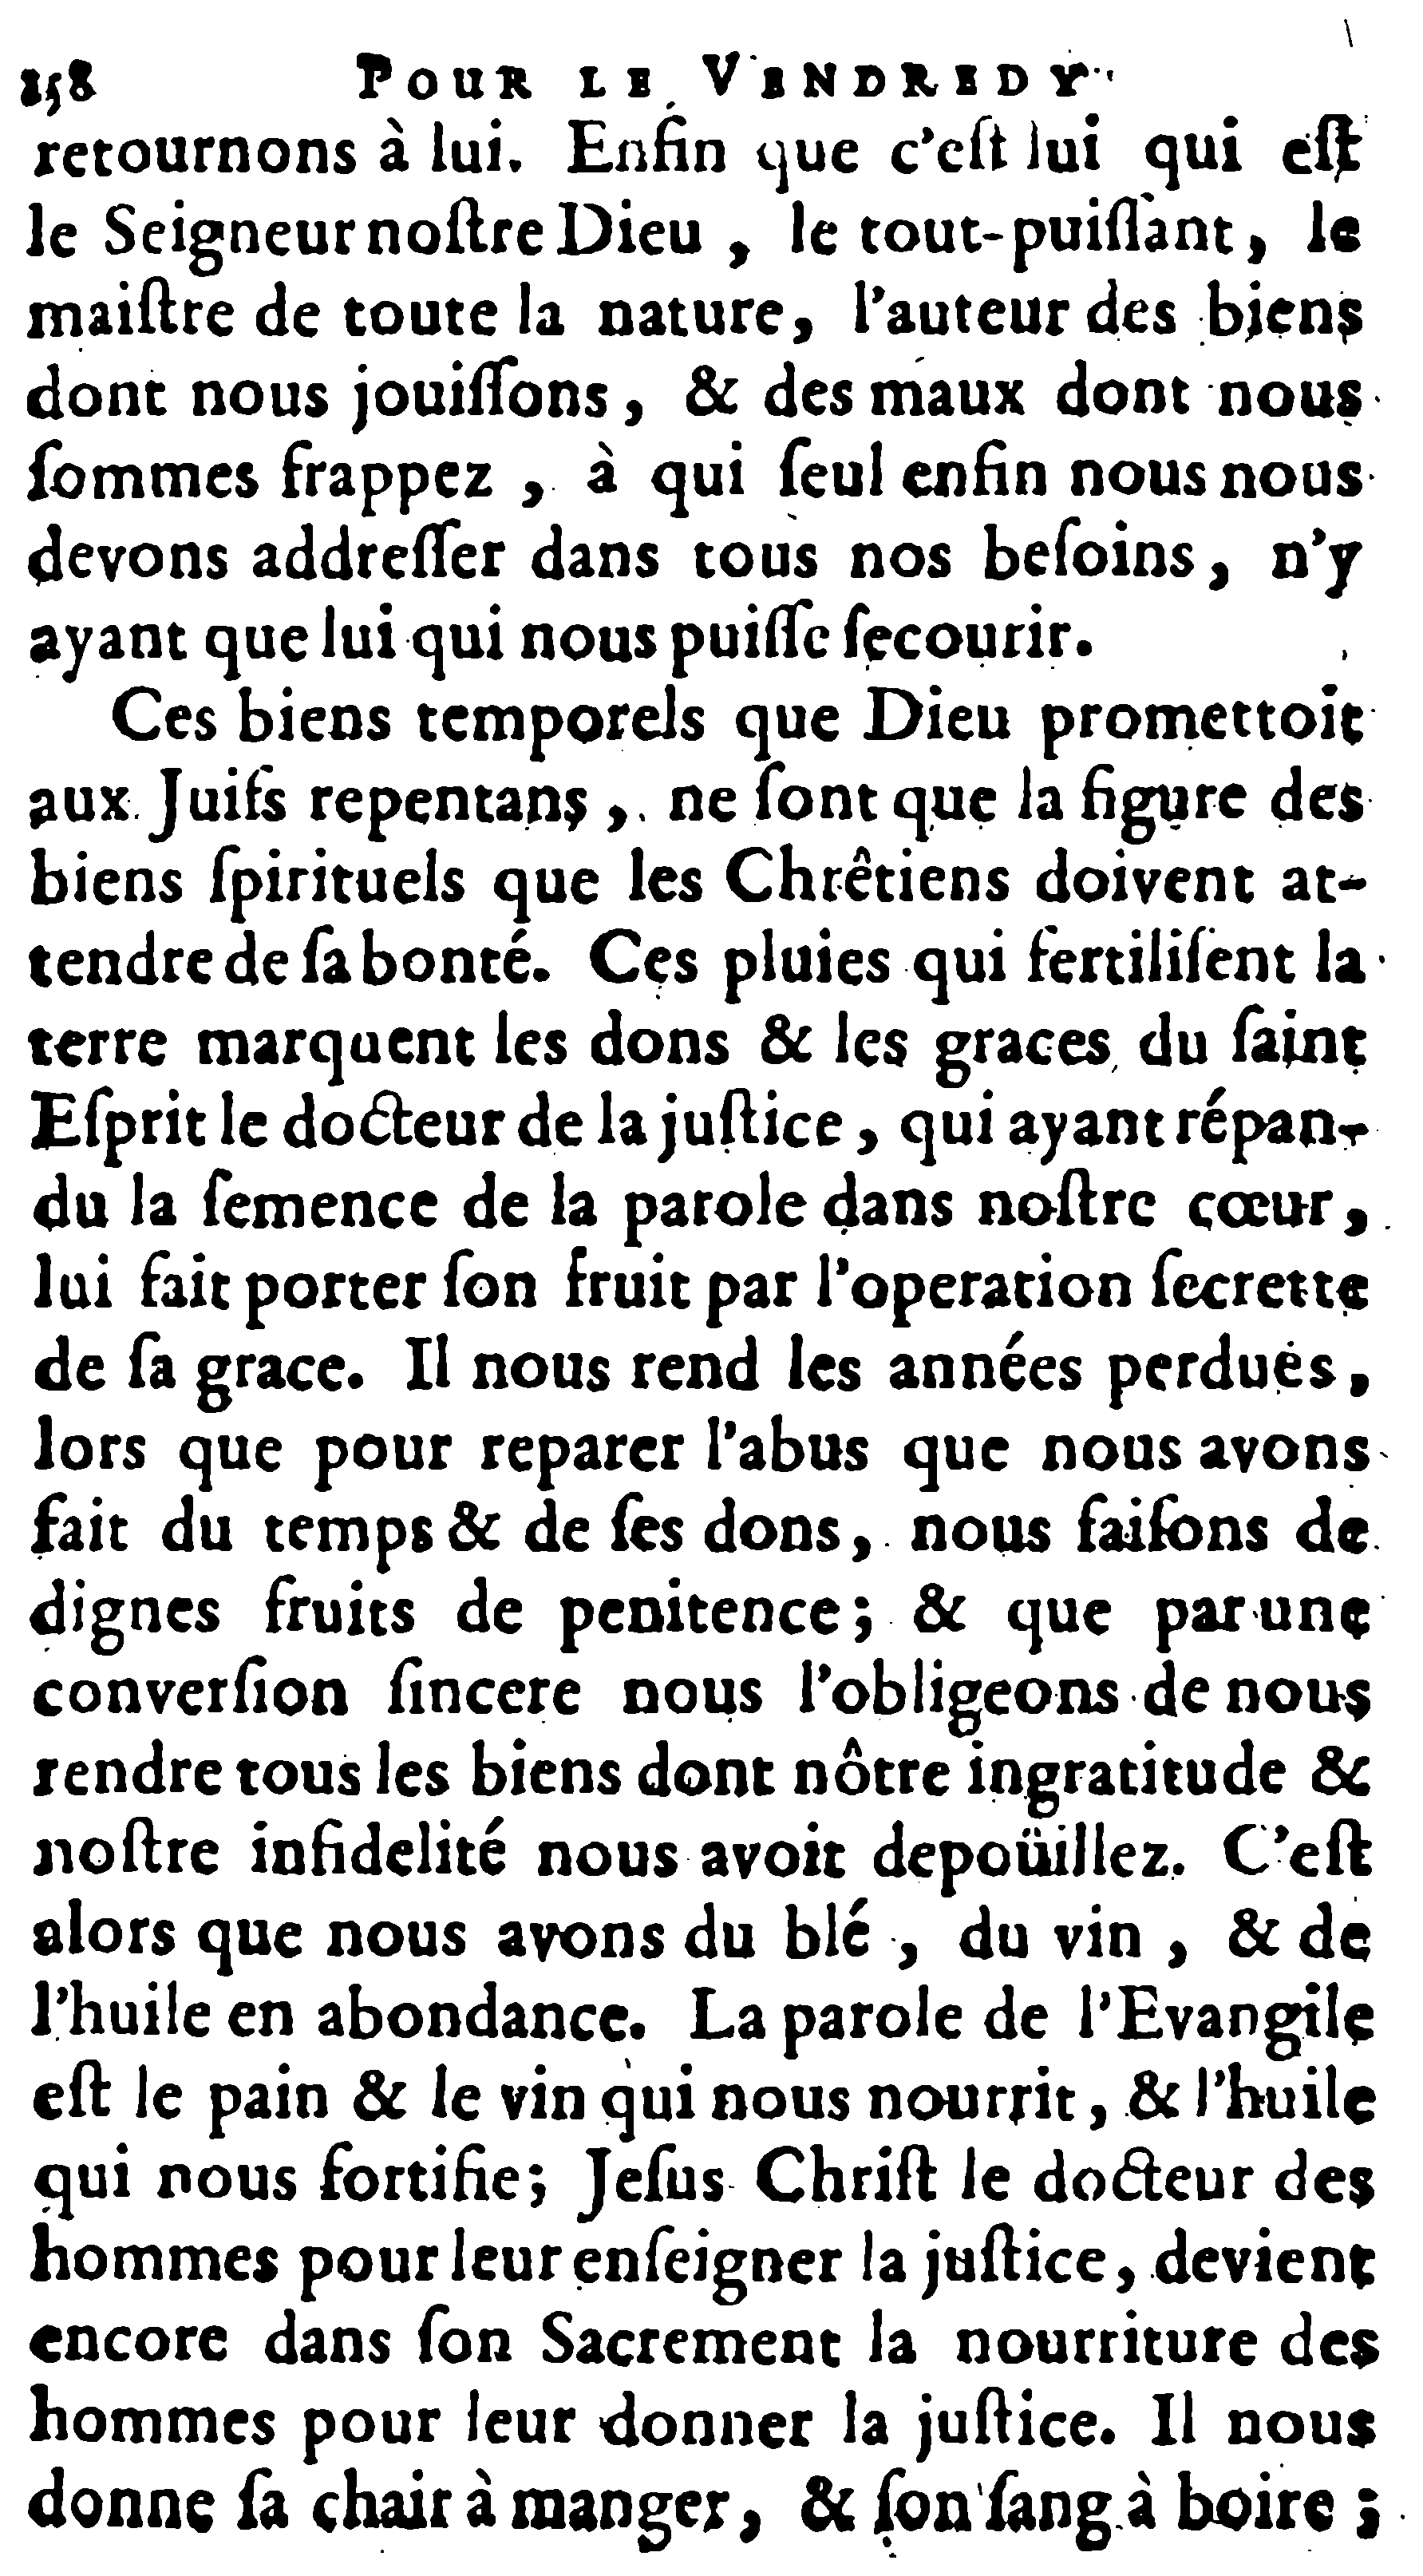 158 POUR LE VENDREDY
retournons à lui. Enfin que c'eſt lui qui eſt
le Seigneur noſtre Dieu, le tout-puiſſant, le
maiſtre de toute la nature, l'auteur des biens
dont nous jouiſſons, & des maux dont nous
ſommes frappez, à qui ſeul enfin nous nous
devons addreſſer dans tous nos beſoins, n'y
ayant que lui qui nous puiſſe ſecourir.
Ces biens temporels que Dieu promettoit
aux Juifs repentans, ne ſont que la figure des
biens ſpirituels que les Chrêtiens doivent at-
tendre de ſa bonté. Ces pluies qui fertiliſent la
terre marquent les dons & les graces du ſaint
Eſprit le docteur de la juſtice, qui ayant répan-
du la ſemence de la parole dans noſtre cœur,
lui fait porter ſon fruit par l'operation ſecrette
de ſa grace. Il nous rend les années perdues,
lors que pour reparer l'abus que nous avons
fait du temps & de ſes dons, nous faiſons de
dignes fruits de penitence; & que par une
converſion ſincere nous l'obligeons de nous
rendre tous les biens dont nôtre ingratitude &
noſtre infidelité nous avoit depoüillez. C'eſt
alors que nous avons du blé, du vin, & de
l'huile en abondance. La parole de l'Evangile
eſt le pain & le vin qui nous nourrit, & l'huile
qui nous fortifie; Jeſus Chriſt le docteur des
hommes pour leur enſeigner la juſtice, devient
encore dans ſon Sacrement la nourriture des
hommes pour leur donner la juſtice. Il nous
donne ſa chair à manger, & ſon ſang à boire;